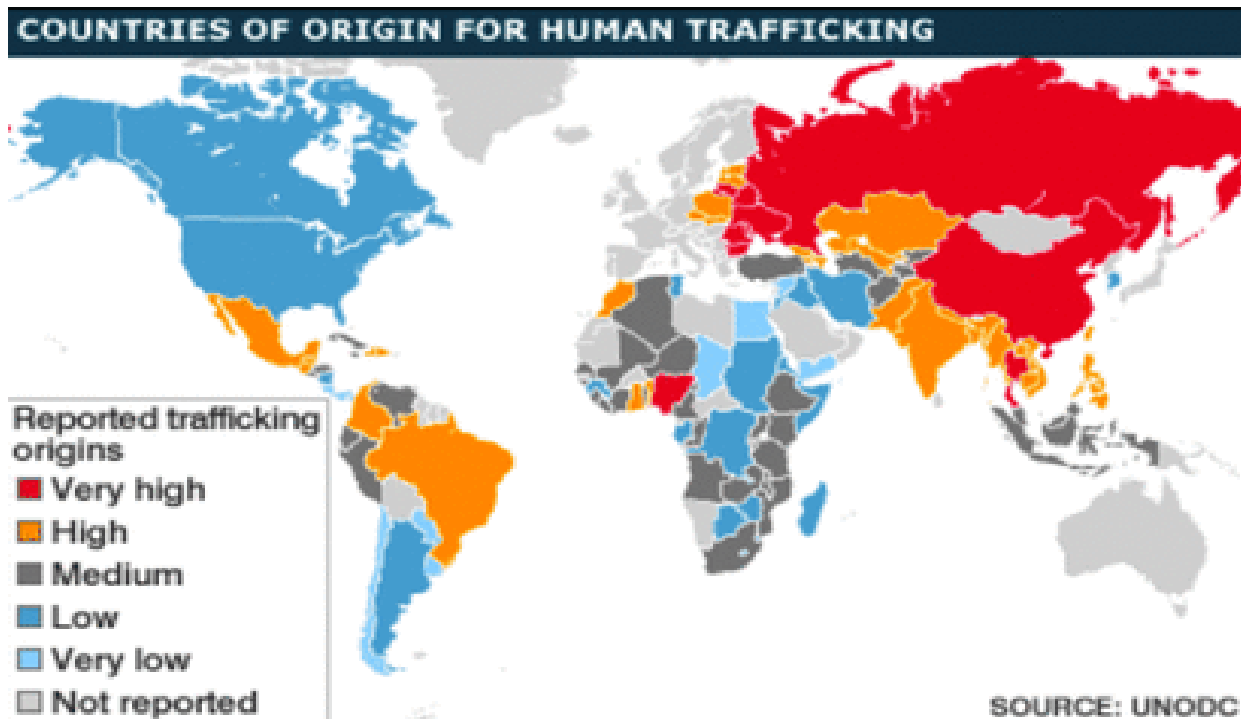 COUNTRIES OF ORIGIN FOR HUMAN TRAFFICKING
Reported trafficking
origins
Very high
High
Medium
Low
Very low
Not reported
SOURCE: UNODC